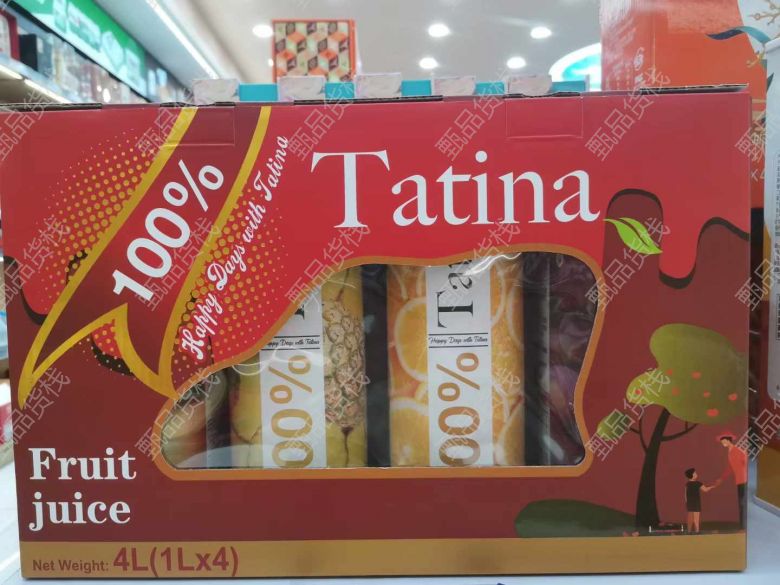 100%
Happy Days with Tatina
Tatina
Ta
Happy Days with Tatina
00%
Happy Days with Tatina
00%
Fruit
juice
Net Weight: 4L(1Lx4)
甄品货栈